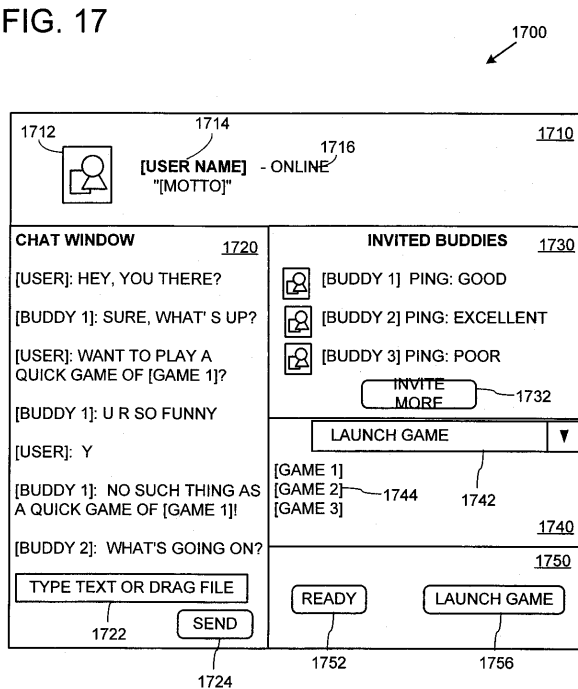 FIG. 17
1700
1712
1714
1716
1710
[USER NAME] - ONLINE
"[MOTTO]"
CHAT WINDOW
1720
[USER]: HEY, YOU THERE?
[BUDDY 1]: SURE, WHAT' S UP?
[USER]: WANT TO PLAY A
QUICK GAME OF [GAME 1]?
[BUDDY 1]: U R SO FUNNY
[USER]: Y
[BUDDY 1]: NO SUCH THING AS
A QUICK GAME OF [GAME 1]!
[BUDDY 2]: WHAT'S GOING ON?
TYPE TEXT OR DRAG FILE
1722
SEND
1724
INVITED BUDDIES
1730
[BUDDY 1] PING: GOOD
[BUDDY 2] PING: EXCELLENT
[BUDDY 3] PING: POOR
INVITE
MORE
1732
LAUNCH GAME
[GAME 1]
[GAME 2]
[GAME 3]
1744
1742
1740
1750
READY
LAUNCH GAME
1752
1756